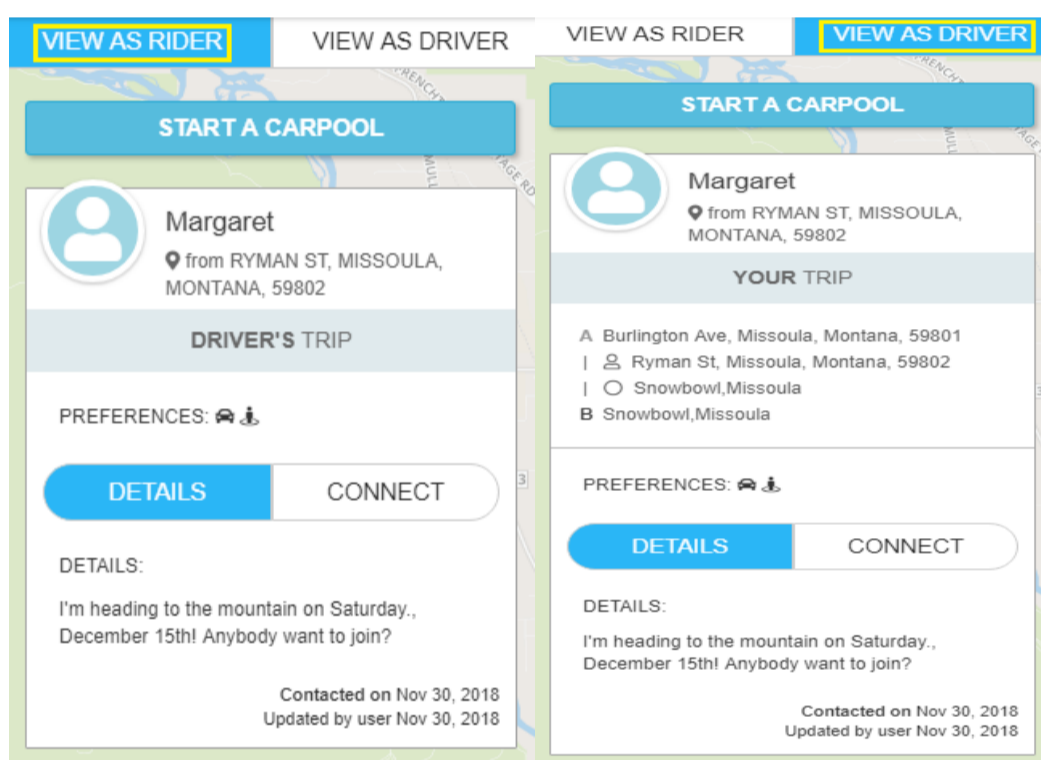 VIEW AS RIDER
VIEW AS DRIVER
FRENCHT
START A CARPOOL
MULL
Margaret
from RYMAN ST, MISSOULA,
MONTANA, 59802
DRIVER'S TRIP
PREFERENCES:
DETAILS
CONNECT
3
DETAILS:
I'm heading to the mountain on Saturday.,
December 15th! Anybody want to join?
Contacted on Nov 30, 2018
Updated by user Nov 30, 2018
VIEW AS RIDER
VIEW AS DRIVER
START A CARPOOL
MULL
Margaret
from RYMAN ST, MISSOULA,
MONTANA, 59802
YOUR TRIP
A Burlington Ave, Missoula, Montana, 59801
| Ryman St, Missoula, Montana, 59802
| Snowbowl,Missoula
B Snowbowl,Missoula
PREFERENCES:
DETAILS
CONNECT
DETAILS:
I'm heading to the mountain on Saturday.,
December 15th! Anybody want to join?
Contacted on Nov 30, 2018
Updated by user Nov 30, 2018